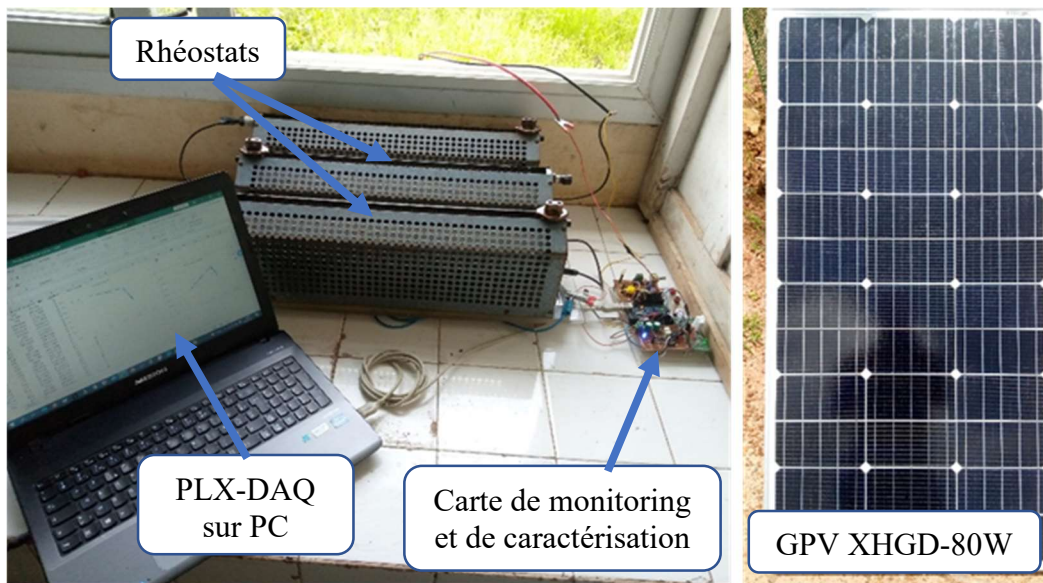 Rhéostats
PLX-DAQ
sur PC
Carte de monitoring
et de caractérisation
GPV XHGD-80W